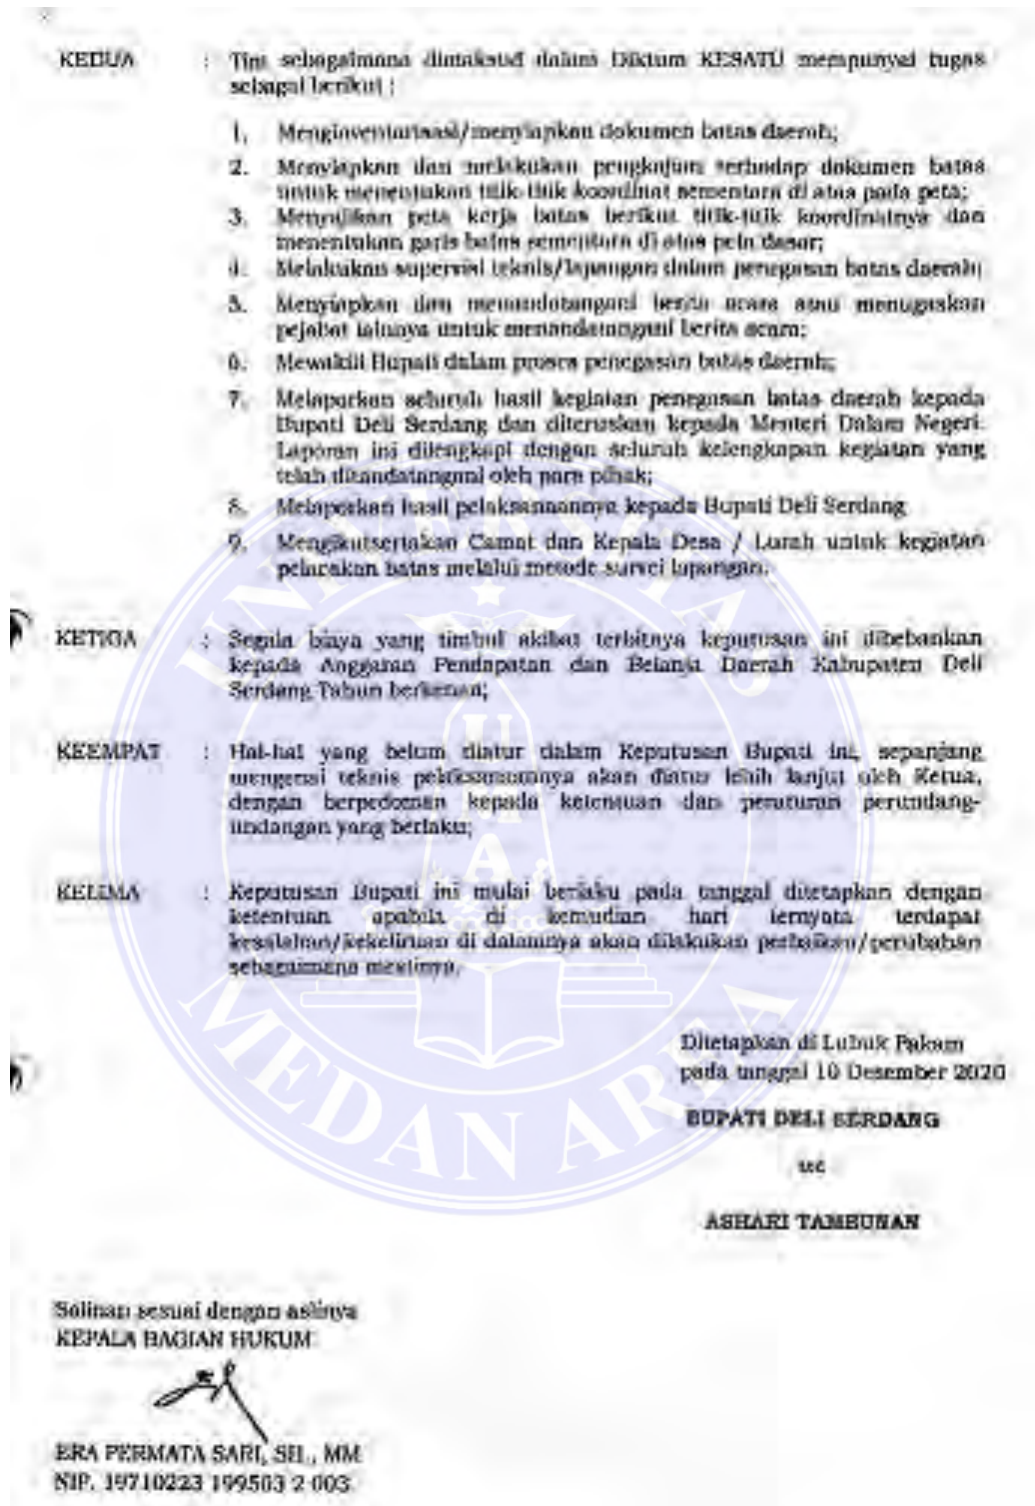 KEDUA : Tim sebagaimana dimaksud dalam Diktum KESATU mempunyai tugas
sebagai berikut :
1. Menginventarisasi/menyiapkan dokumen batas daerah;
2. Menyiapkan dan melakukan pengkajian terhadap dokumen batas
untuk menentukan titik-titik koordinat sementara di atas pada peta;
3. Menyajikan peta kerja batas berikut titik-titik koordinatnya dan
menentukan garis batas sementara di atas peta dasar;
4. Melakukan supervisi teknis/lapangan dalam penegasan batas daerah;
5. Menyiapkan dan menandatangani berita acara atau menugaskan
pejabat lainnya untuk menandatangani berita acara;
6. Mewakili Bupati dalam proses penegasan batas daerah;
7. Melaporkan seluruh hasil kegiatan penegasan batas daerah kepada
Bupati Deli Serdang dan diteruskan kepada Menteri Dalam Negeri.
Laporan ini dilengkapi dengan seluruh kelengkapan kegiatan yang
telah ditandatangani oleh para pihak;
8. Melaporkan hasil pelaksanaannya kepada Bupati Deli Serdang
9. Mengikutsertakan Camat dan Kepala Desa / Lurah untuk kegiatan
pelacakan batas melalui metode survei lapangan.
KETIGA : Segala biaya yang timbul akibat terbitnya keputusan ini dibebankan
kepada Anggaran Pendapatan dan Belanja Daerah Kabupaten Deli
Serdang Tahun berkenan;
KEEMPAT : Hal-hal yang belum diatur dalam Keputusan Bupati ini, sepanjang
mengenai teknis pelaksanaannya akan diatur lebih lanjut oleh Ketua,
dengan berpedoman kepada ketentuan dan peraturan perundang-
undangan yang berlaku;
KELIMA : Keputusan Bupati ini mulai berlaku pada tanggal ditetapkan dengan
ketentuan apabila di kemudian hari ternyata terdapat
kesalahan/kekeliruan di dalamnya akan dilakukan perbaikan/perubahan
sebagaimana mestinya.
UNIVERSITAS
UMA
MEDAN AREA
Ditetapkan di Lubuk Pakam
pada tanggal 10 Desember 2020
BUPATI DELI SERDANG
ttd
ASHARI TAMBUNAN
Salinan sesuai dengan aslinya
KEPALA BAGIAN HUKUM
ERA PERMATA SARI, SH., MM
NIP. 19710223 199503 2 003